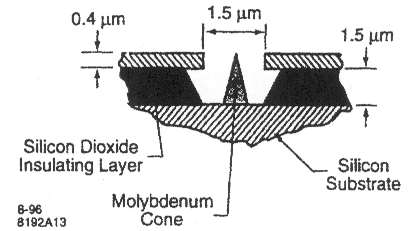 0.4 μm
1.5 μm
1.5 μm
Silicon Dioxide
Insulating Layer
Molybdenum
Cone
Silicon
Substrate
8-96
8192A13